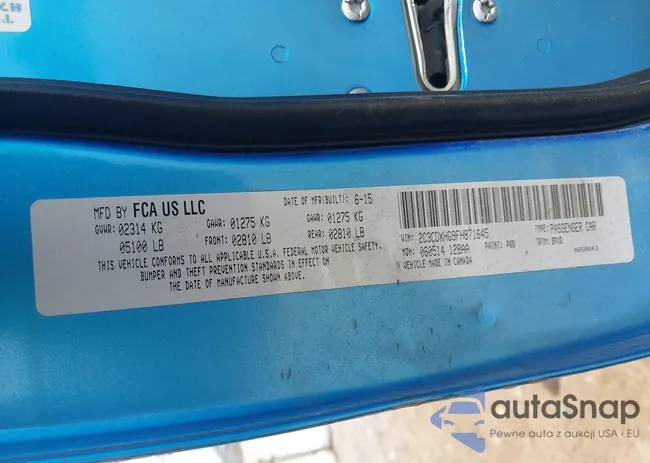 MFD BY FCA US LLC
DATE OF MFR(BUILT) 6-15
GVWR: 02314 KG GAWR: 01275 KG GAWR: 01275 KG
05100 LB FRONT: 02810 LB REAR: 02810 LB
THIS VEHICLE CONFORMS TO ALL APPLICABLE U.S.A. FEDERAL MOTOR VEHICLE SAFETY,
BUMPER AND THEFT PREVENTION STANDARDS IN EFFECT ON
THE DATE OF MANUFACTURE SHOWN ABOVE.
VIN: 2C3CDXHG9FH871645 TYPE: PASSENGER CAR
MDH: 060514 128AA PAINT: PQB TRIM:
VEHICLE MADE IN CANADA
autaSnap
Pewne auta z aukcji USA i EU